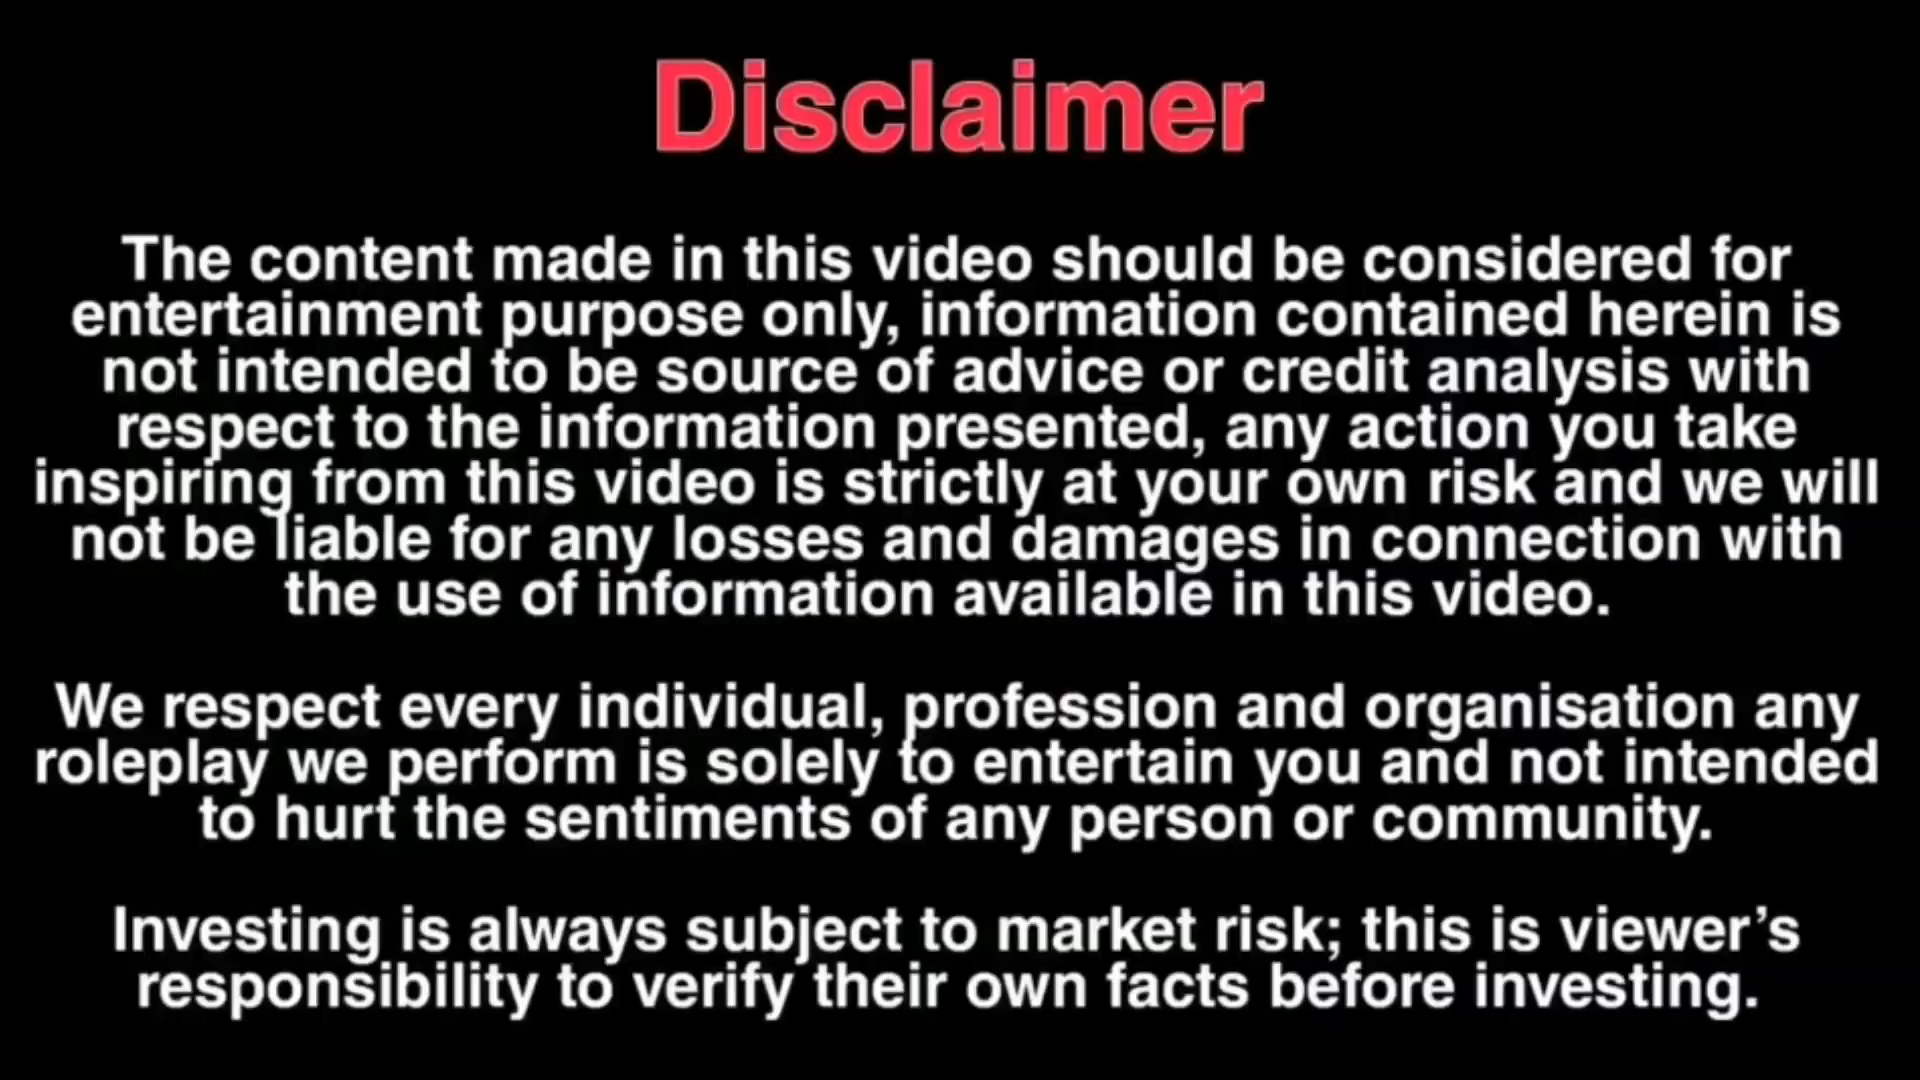 Disclaimer
The content made in this video should be considered for
entertainment purpose only, information contained herein is
not intended to be source of advice or credit analysis with
respect to the information presented, any action you take
inspiring from this video is strictly at your own risk and we will
not be liable for any losses and damages in connection with
the use of information available in this video.
We respect every individual, profession and organisation any
roleplay we perform is solely to entertain you and not intended
to hurt the sentiments of any person or community.
Investing is always subject to market risk; this is viewer’s
responsibility to verify their own facts before investing.